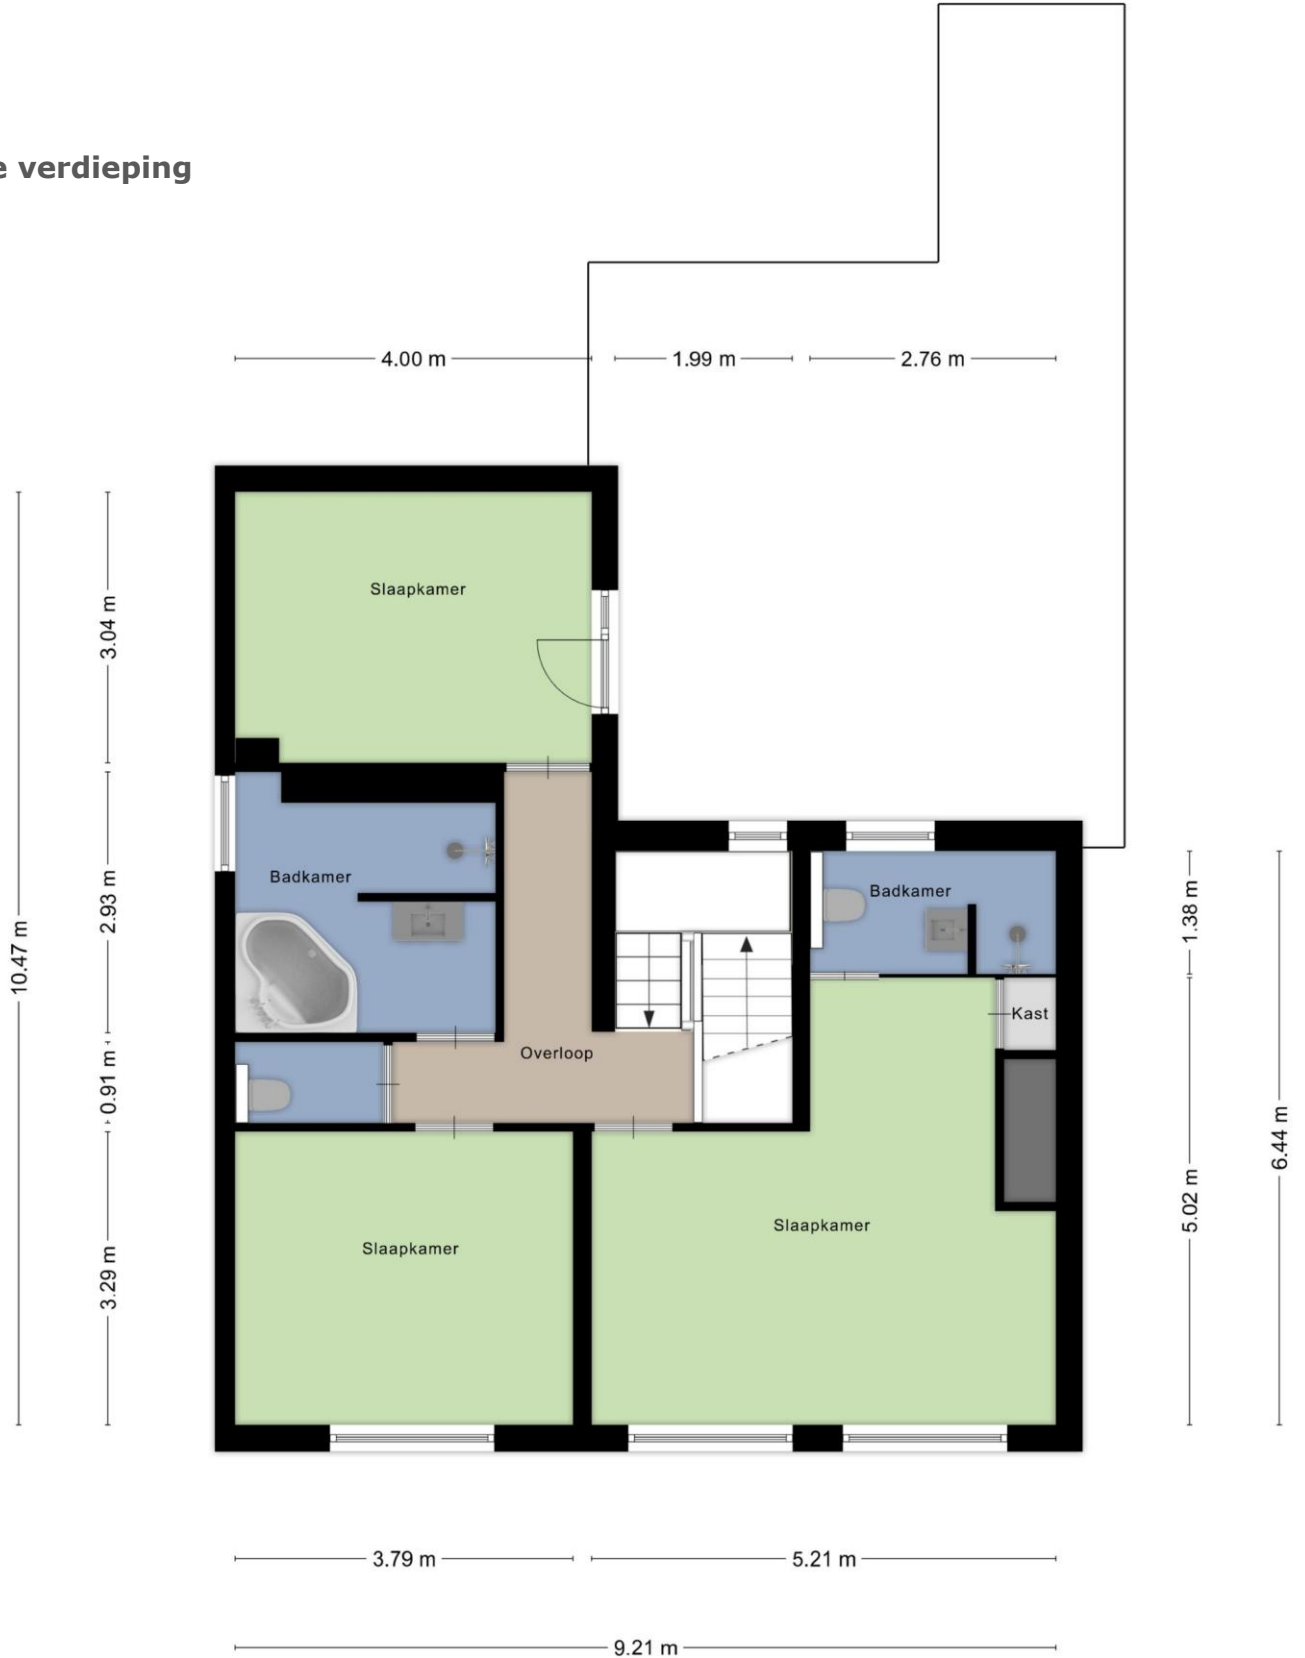 e verdieping
4.00 m
1.99 m
2.76 m
Slaapkamer
3.04 m
Badkamer
Badkamer
2.93 m
1.38 m
10.47 m
Kast
Overloop
0.91 m
6.44 m
5.02 m
Slaapkamer
Slaapkamer
3.29 m
3.79 m
5.21 m
9.21 m